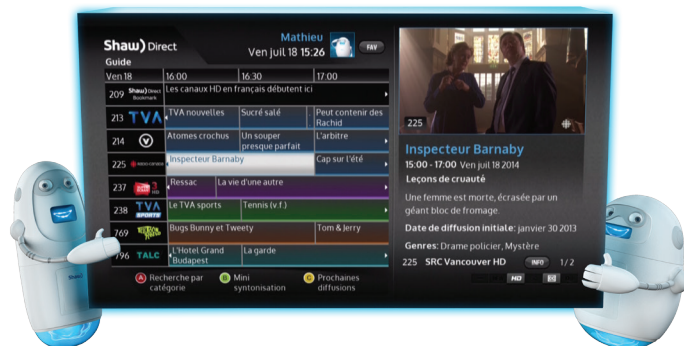 Shaw) Direct
Mathieu
Ven juil 18 15:26
FAV
Guide
Ven 18 16:00 16:30 17:00
209 Shaw) Direct Bookmark Les canaux HD en français débutent ici
213 TVA TVA nouvelles Sucré salé Peut contenir des
Rachid
214 V Atomes crochus Un souper L'arbitre
presque parfait
225 Inspecteur Barnaby Cap sur l'été
237 Ressac La vie d'une autre
238 TVA SPORTS Le TVA sports Tennis (v.f.)
769 Bugs Bunny et Tweety Tom & Jerry
796 TALC L'Hotel Grand La garde
Budapest
A Recherche par B Mini C Prochaines
catégorie syntonisation diffusions
225
Inspecteur Barnaby
15:00 - 17:00 Ven juil 18 2014
Leçons de cruauté
Une femme est morte, écrasée par un
géant bloc de fromage.
Date de diffusion initiale: janvier 30 2013
Genres: Drame policier, Mystère
225 SRC Vancouver HD INFO 1/2
HD
Shaw)